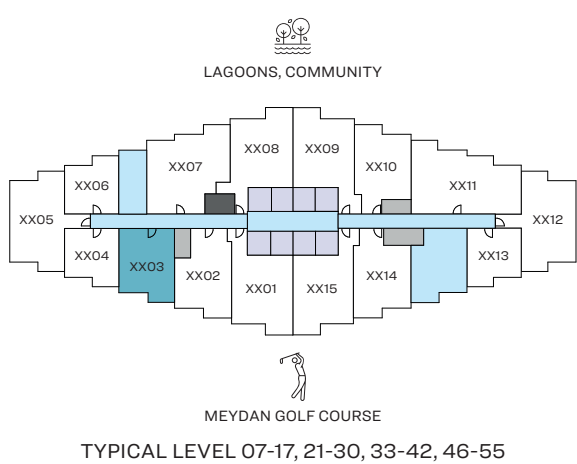 LAGOONS, COMMUNITY
XX08 XX09
XX07 XX10
XX06 XX11
XX05 XX12
XX04 XX03 XX13
XX02 XX14
XX01 XX15
MEYDAN GOLF COURSE
TYPICAL LEVEL 07-17, 21-30, 33-42, 46-55